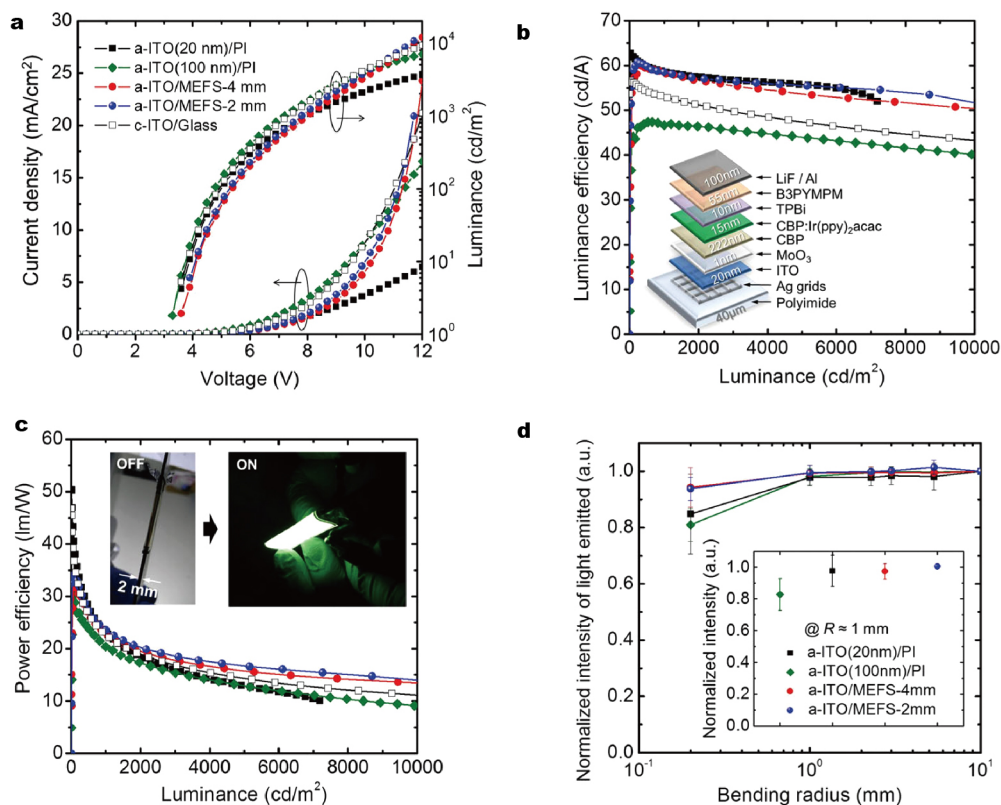 a
a-ITO(20 nm)/PI
a-ITO(100 nm)/PI
a-ITO/MEFS-4 mm
a-ITO/MEFS-2 mm
c-ITO/Glass
Current density (mA/cm2)
30
25
20
15
10
5
0
10⁴
10³
10²
10¹
10⁰
Luminance (cd/m²)
0 2 4 6 8 10 12
Voltage (V)
b
Luminance efficiency (cd/A)
70
60
50
40
30
20
10
0
100nm LiF / Al
55nm B3PYMPM
10nm TPBi
15nm CBP:Ir(ppy)₂acac
222nm CBP
1nm MoO₃
20nm ITO
Ag grids
40μm Polyimide
0 2000 4000 6000 8000 10000
Luminance (cd/m²)
c
Power efficiency (lm/W)
60
50
40
30
20
10
0
OFF
ON
2 mm
0 2000 4000 6000 8000 10000
Luminance (cd/m²)
d
Normalized intensity of light emitted (a.u.)
1.0
0.8
0.6
0.4
0.2
0.0
Normalized intensity (a.u.)
1.0
0.8
0.6
0.4
0.2
0.0
@ R ≈ 1 mm
a-ITO(20nm)/PI
a-ITO(100nm)/PI
a-ITO/MEFS-4mm
a-ITO/MEFS-2mm
10⁻¹ 10⁰ 10¹
Bending radius (mm)